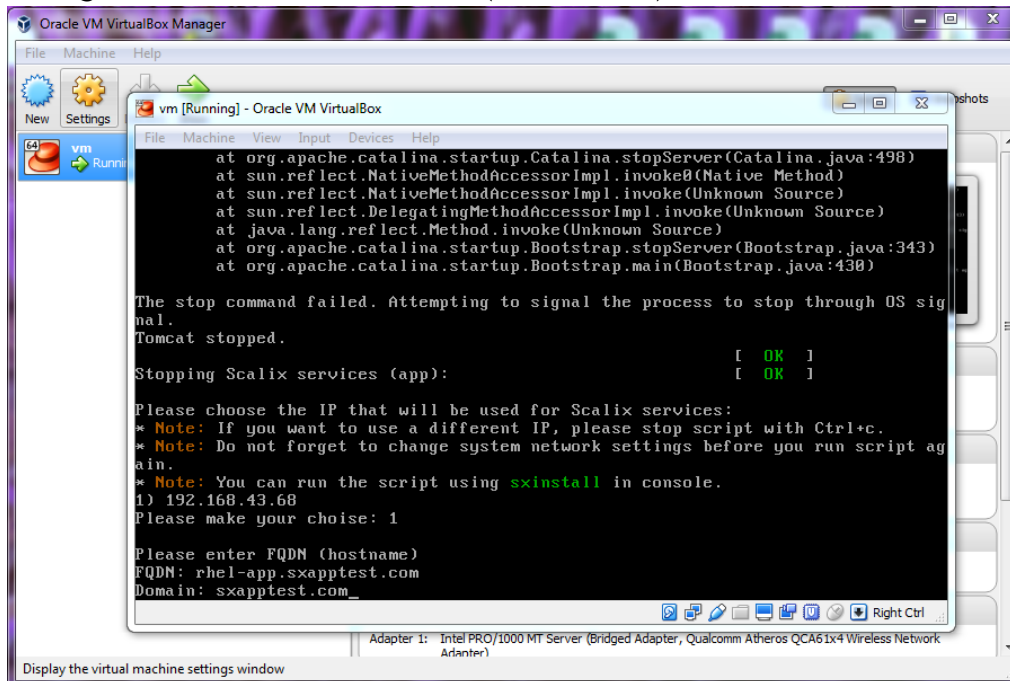 Oracle VM VirtualBox Manager
File Machine Help
New Settings
pshots
vm [Running] - Oracle VM VirtualBox
File Machine View Input Devices Help
64 vm
at org.apache.catalina.startup.Catalina.stopServer(Catalina.java:498)
at sun.reflect.NativeMethodAccessorImpl.invoke0(Native Method)
at sun.reflect.NativeMethodAccessorImpl.invoke(Unknown Source)
at sun.reflect.DelegatingMethodAccessorImpl.invoke(Unknown Source)
at java.lang.reflect.Method.invoke(Unknown Source)
at org.apache.catalina.startup.Bootstrap.stopServer(Bootstrap.java:343)
at org.apache.catalina.startup.Bootstrap.main(Bootstrap.java:430)
The stop command failed. Attempting to signal the process to stop through OS sig
nal.
Tomcat stopped.
[ OK ]
Stopping Scalix services (app): [ OK ]
Please choose the IP that will be used for Scalix services:
* Note: If you want to use a different IP, please stop script with Ctrl+c.
* Note: Do not forget to change system network settings before you run script ag
ain.
* Note: You can run the script using sxinstall in console.
1) 192.168.43.68
Please make your choise: 1
Please enter FQDN (hostname)
FQDN: rhel-app.sxapptest.com
Domain: sxapptest.com_
Right Ctrl
Adapter 1: Intel PRO/1000 MT Server (Bridged Adapter, Qualcomm Atheros QCA61x4 Wireless Network
Adapter)
Display the virtual machine settings window